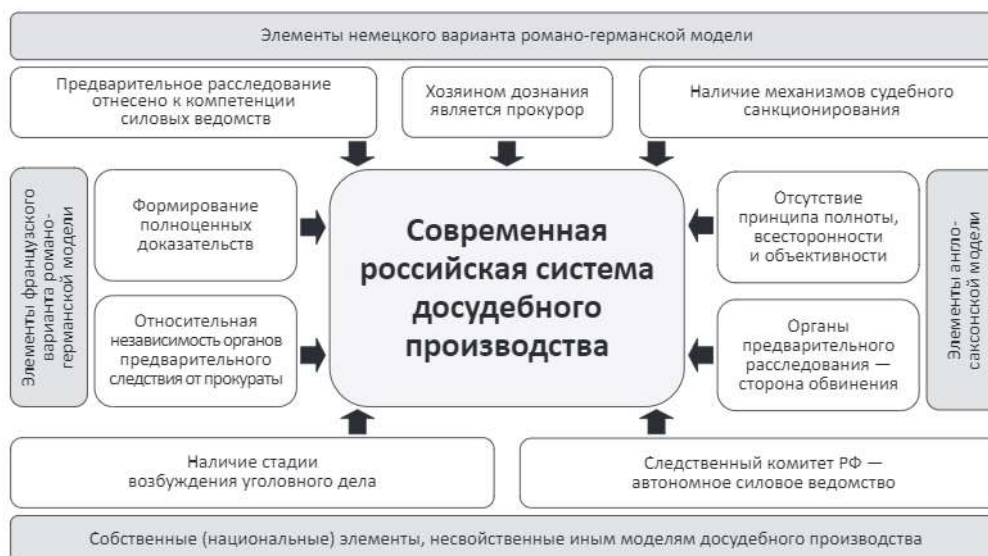 Элементы немецкого варианта романо-германской модели
Предварительное расследование
отнесено к компетенции
силовых ведомств
Хозяином дознания
является прокурор
Наличие механизмов судебного
санкционирования
Элементы французского
варианта романо-
германской модели
Формирование
полноценных
доказательств
Относительная
независимость органов
предварительного
следствия от прокураты
Современная
российская система
досудебного
производства
Отсутствие
принципа полноты,
всесторонности
и объективности
Органы
предварительного
расследования —
сторона обвинения
Элементы англо-
саксонской модели
Наличие стадии
возбуждения уголовного дела
Следственный комитет РФ —
автономное силовое ведомство
Собственные (национальные) элементы, несвойственные иным моделям досудебного производства